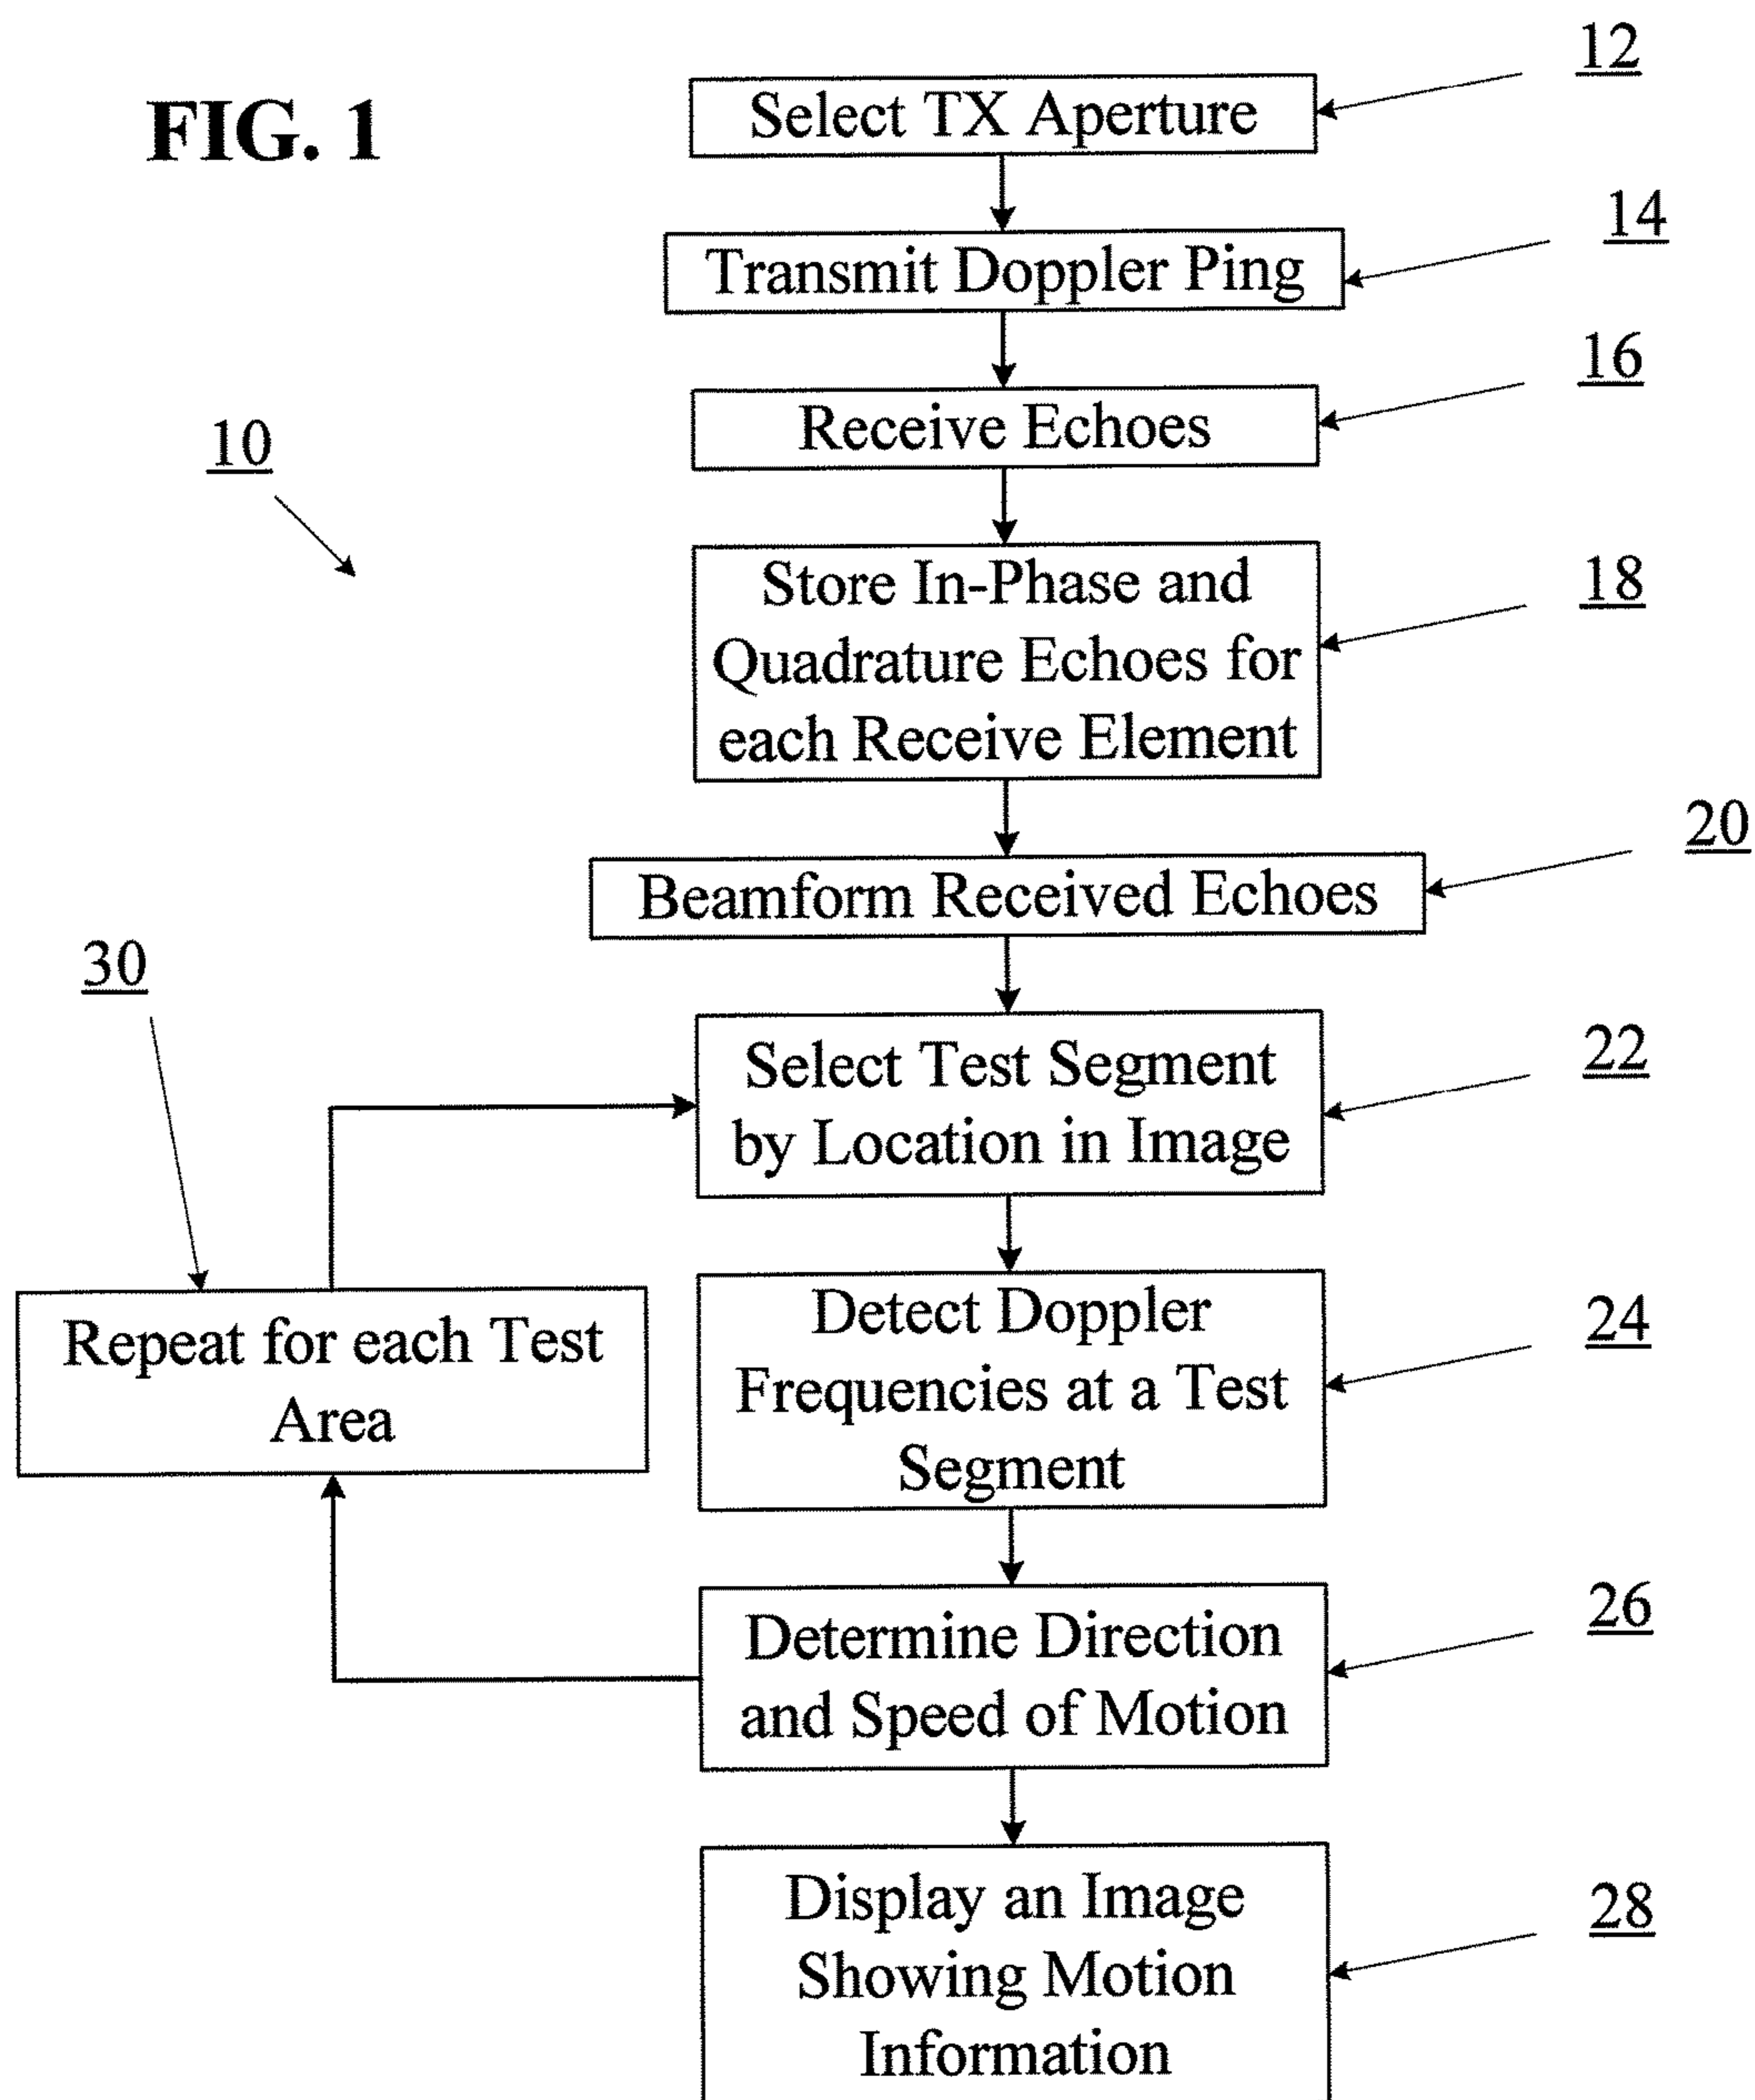 FIG. 1
12
Select TX Aperture
14
Transmit Doppler Ping
16
Receive Echoes
10
18
Store In-Phase and
Quadrature Echoes for
each Receive Element
20
Beamform Received Echoes
30
22
Select Test Segment
by Location in Image
24
Detect Doppler
Frequencies at a Test
Segment
Repeat for each Test
Area
26
Determine Direction
and Speed of Motion
28
Display an Image
Showing Motion
Information